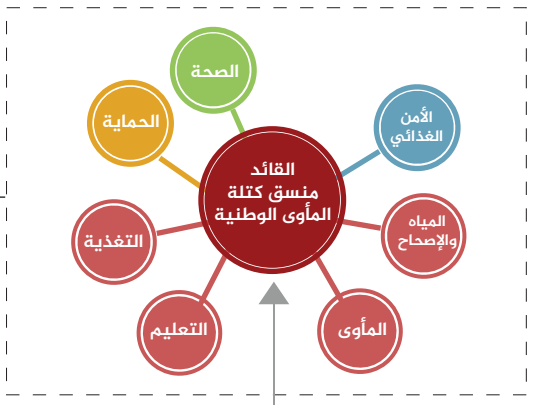 الصحة
الحماية
الأمن
الغذائي
القائد
منسق كتلة
المأوى الوطنية
التغذية
المياه
والإصحاح
التعليم
المأوى